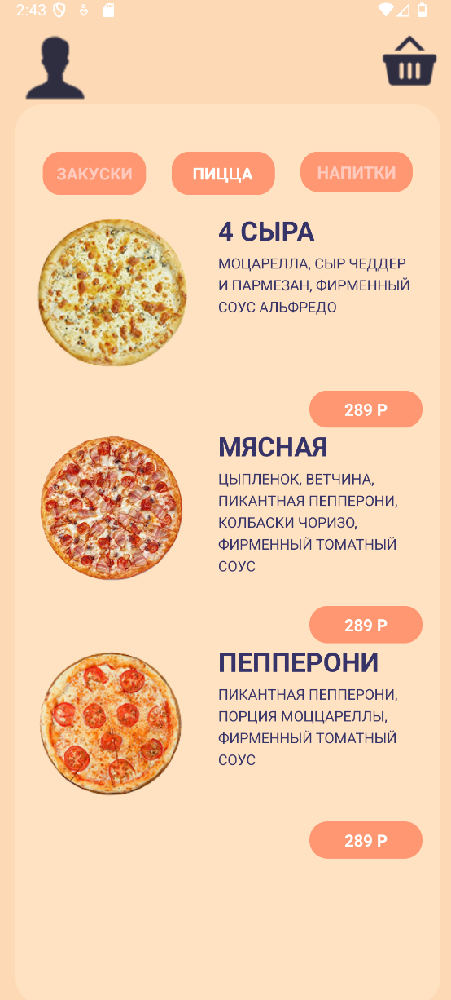 2:43
ЗАКУСКИ
ПИЦЦА
НАПИТКИ
4 СЫРА
МОЦАРЕЛЛА, СЫР ЧЕДДЕР
И ПАРМЕЗАН, ФИРМЕННЫЙ
СОУС АЛЬФРЕДО
289 Р
МЯСНАЯ
ЦЫПЛЕНОК, ВЕТЧИНА,
ПИКАНТНАЯ ПЕППЕРОНИ,
КОЛБАСКИ ЧОРИЗО,
ФИРМЕННЫЙ ТОМАТНЫЙ
СОУС
289 Р
ПЕППЕРОНИ
ПИКАНТНАЯ ПЕППЕРОНИ,
ПОРЦИЯ МОЦЦАРЕЛЛЫ,
ФИРМЕННЫЙ ТОМАТНЫЙ
СОУС
289 Р